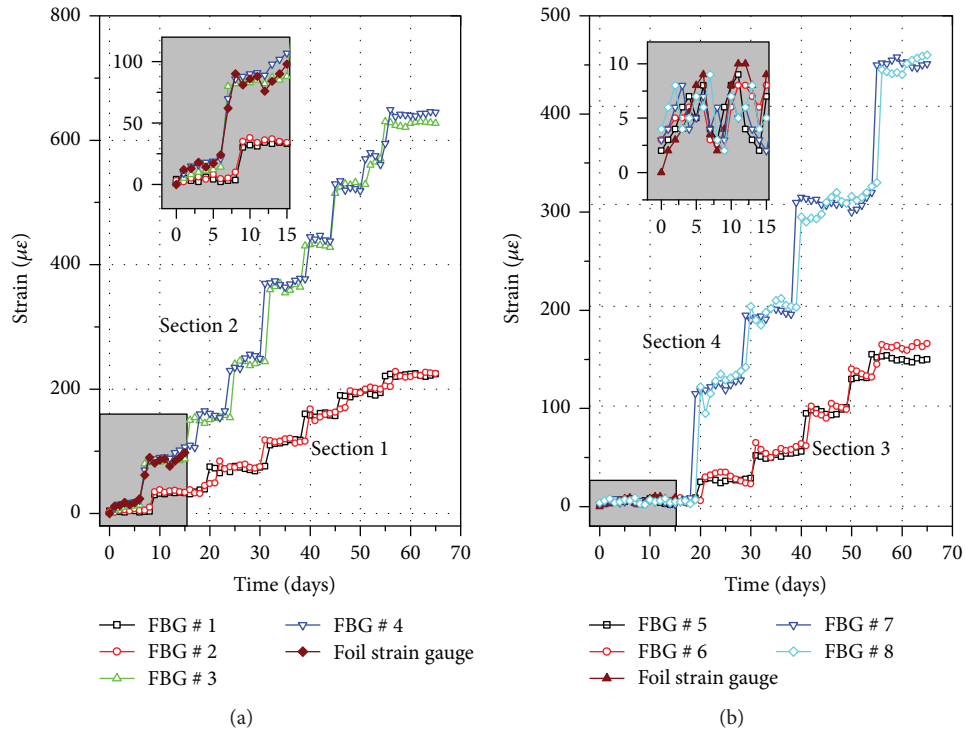 800
600
400
200
0
Strain (με)
100
50
0
0 5 10 15
Section 2
Section 1
0 10 20 30 40 50 60 70
Time (days)
FBG # 1
FBG # 2
FBG # 3
FBG # 4
Foil strain gauge
(a)
500
400
300
200
100
0
Strain (με)
10
5
0
0 5 10 15
Section 4
Section 3
0 10 20 30 40 50 60 70
Time (days)
FBG # 5
FBG # 6
Foil strain gauge
FBG # 7
FBG # 8
(b)